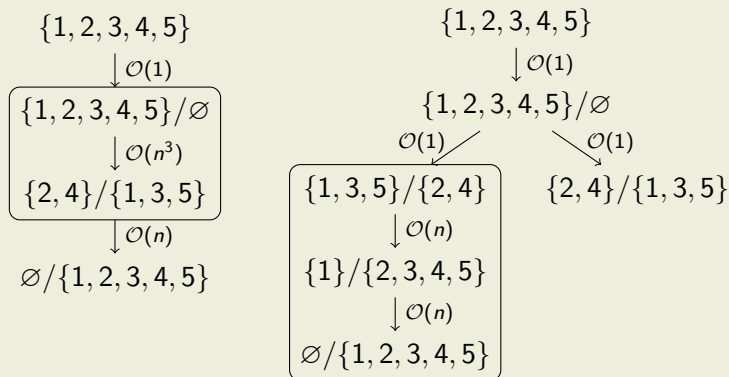 {1, 2, 3, 4, 5}
𝒪(1)
{1, 2, 3, 4, 5}/∅
𝒪(n³)
{2, 4}/{1, 3, 5}
𝒪(n)
∅/{1, 2, 3, 4, 5}
{1, 2, 3, 4, 5}
𝒪(1)
{1, 2, 3, 4, 5}/∅
𝒪(1) 𝒪(1)
{1, 3, 5}/{2, 4} {2, 4}/{1, 3, 5}
𝒪(n)
{1}/{2, 3, 4, 5}
𝒪(n)
∅/{1, 2, 3, 4, 5}